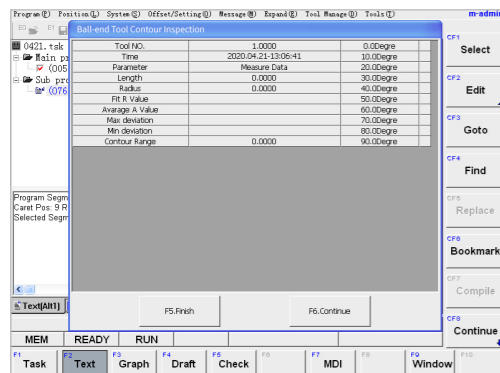 Program(P) Position(L) System(S) Offset/Setting(O) Message(M) Expand(E) Tool Manage(D) Tools(T) m-admin
E0 E1
Ball-end Tool Contour Inspection
CF1
Select
0421.tsk
Main p
(005
Sub pr
(076
Tool NO. 1.0000 0.0Degre
Time 2020.04.21-13:06:41 10.0Degre
Parameter Measure Data 20.0Degre
Length 0.0000 30.0Degre
Radius 0.0000 40.0Degre
Fit R Value 50.0Degre
Avarage A Value 60.0Degre
Max deviation 70.0Degre
Min deviation 80.0Degre
Contour Range 0.0000 90.0Degre
CF2
Edit
CF3
Goto
CF4
Find
CF5
Replace
CF6
Bookmark
CF7
Compile
CF8
Continue
Program Segm
Caret Pos: 9 R
Selected Segm
Text(Alt1)
F5.Finish F6.Continue
MEM READY RUN
F1 Task
F2 Text
F3 Graph
F4 Draft
F5 Check
F6
F7 MDI
F8
F9 Window
F10